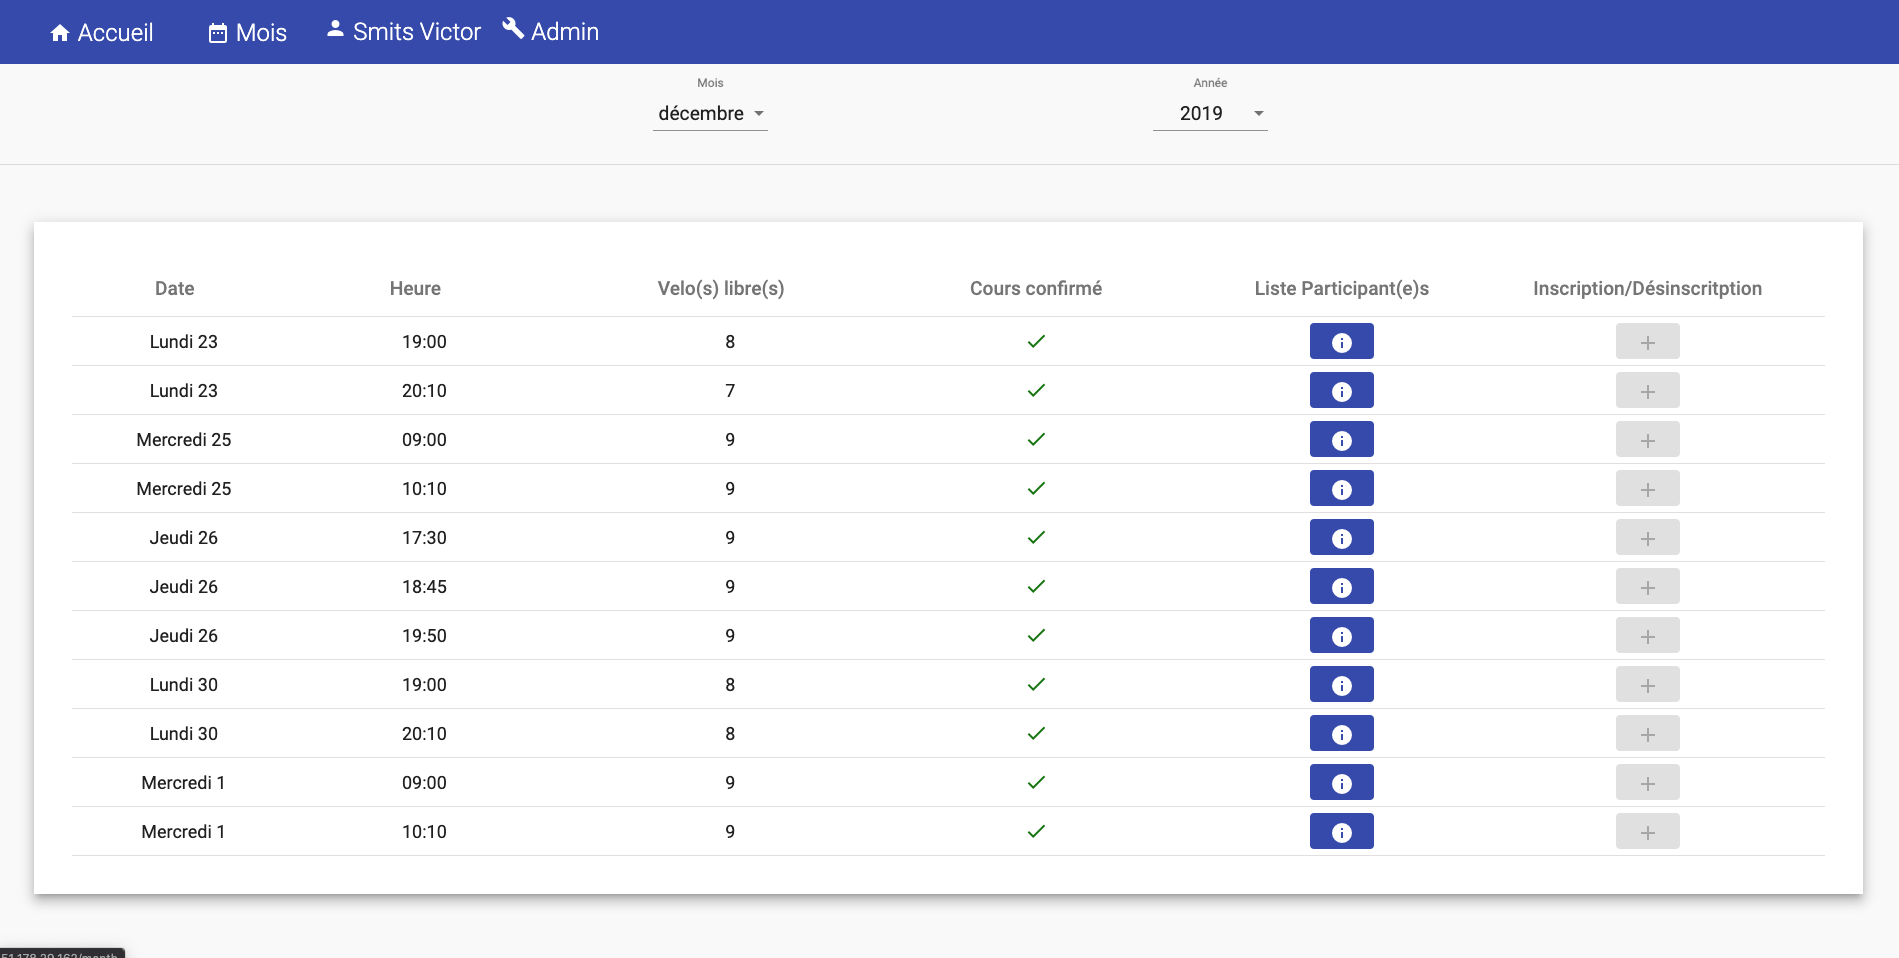 Accueil Mois Smits Victor Admin
Mois Année
décembre 2019
Date Heure Velo(s) libre(s) Cours confirmé Liste Participant(e)s Inscription/Désinscritption
Lundi 23 19:00 8
Lundi 23 20:10 7
Mercredi 25 09:00 9
Mercredi 25 10:10 9
Jeudi 26 17:30 9
Jeudi 26 18:45 9
Jeudi 26 19:50 9
Lundi 30 19:00 8
Lundi 30 20:10 8
Mercredi 1 09:00 9
Mercredi 1 10:10 9